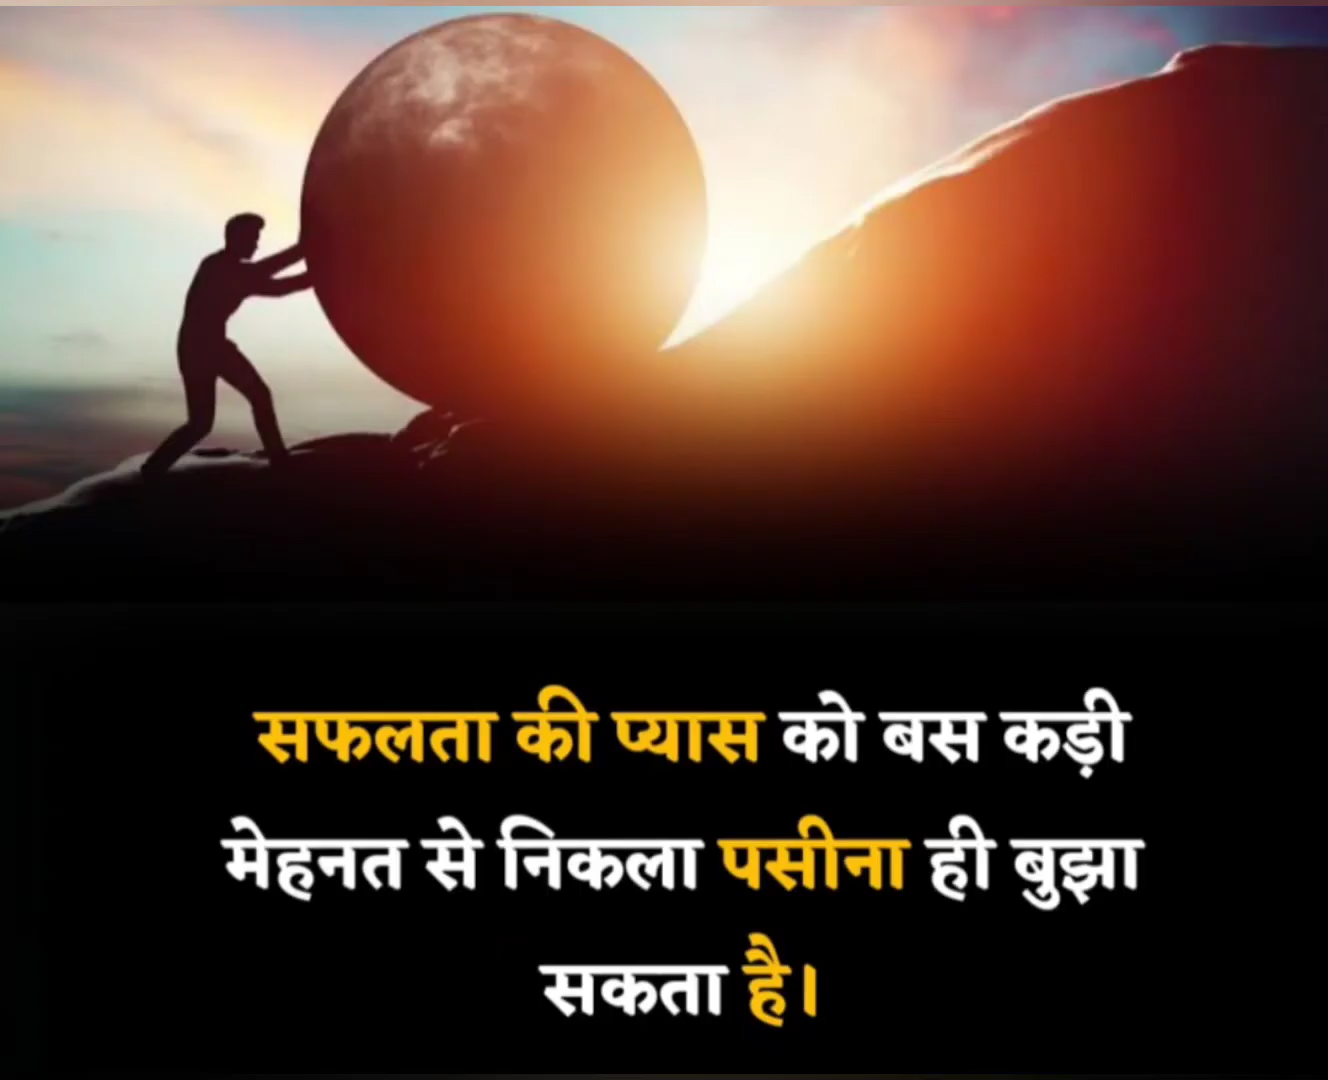 सफलता की प्यास को बस कड़ी
मेहनत से निकला पसीना ही बुझा
सकता है।